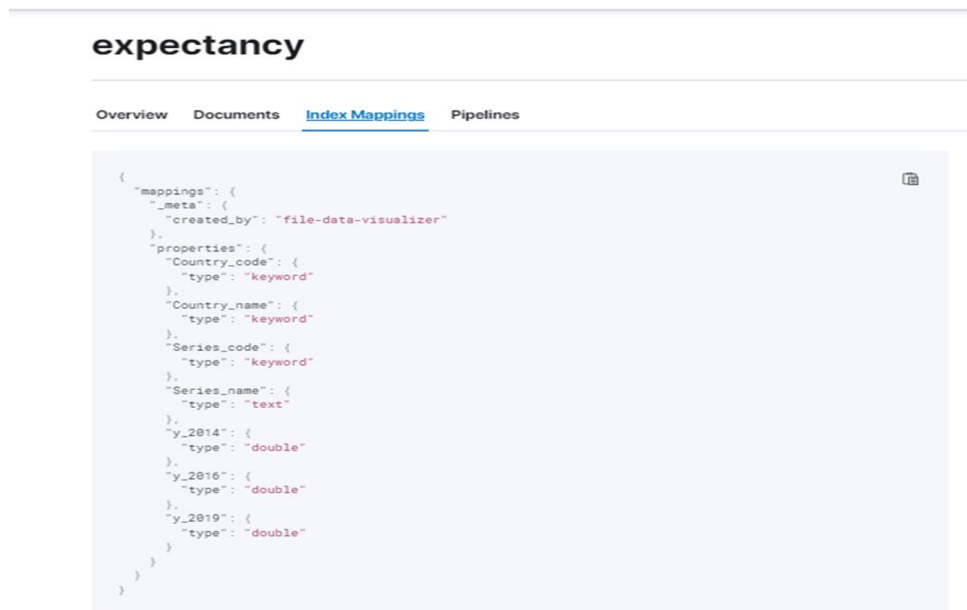 expectancy
Overview Documents Index Mappings Pipelines
{
"mappings": {
"_meta": {
"created_by": "file-data-visualizer"
},
"properties": {
"Country_code": {
"type": "keyword"
},
"Country_name": {
"type": "keyword"
},
"Series_code": {
"type": "keyword"
},
"Series_name": {
"type": "text"
},
"y_2014": {
"type": "double"
},
"y_2016": {
"type": "double"
},
"y_2019": {
"type": "double"
}
}
}
}